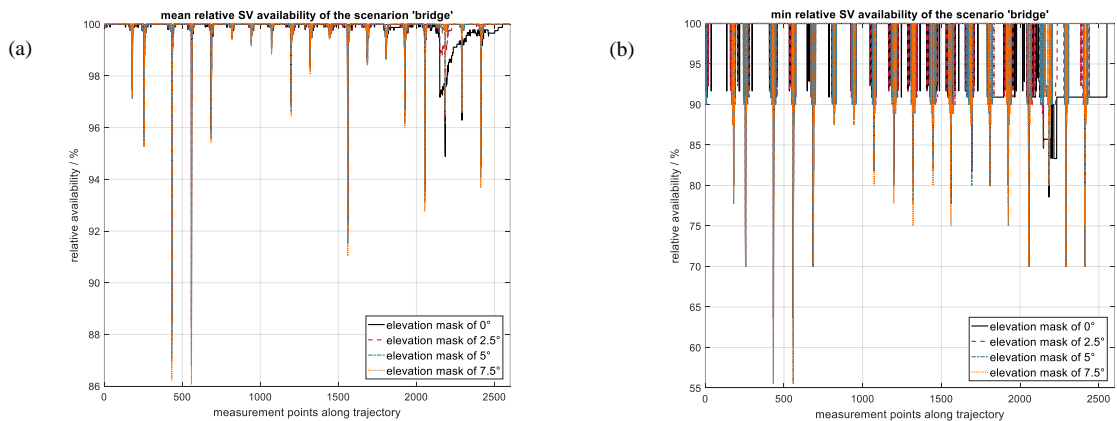 mean relative SV availability of the scenarion 'bridge'
(a)
100
98
96
94
92
90
88
86
relative availability / %
0
500
1000
1500
2000
2500
measurement points along trajectory
elevation mask of 0°
elevation mask of 2.5°
elevation mask of 5°
elevation mask of 7.5°
min relative SV availability of the scenario 'bridge'
(b)
100
95
90
85
80
75
70
65
60
55
relative availability / %
0
500
1000
1500
2000
2500
measurement points along trajectory
elevation mask of 0°
elevation mask of 2.5°
elevation mask of 5°
elevation mask of 7.5°